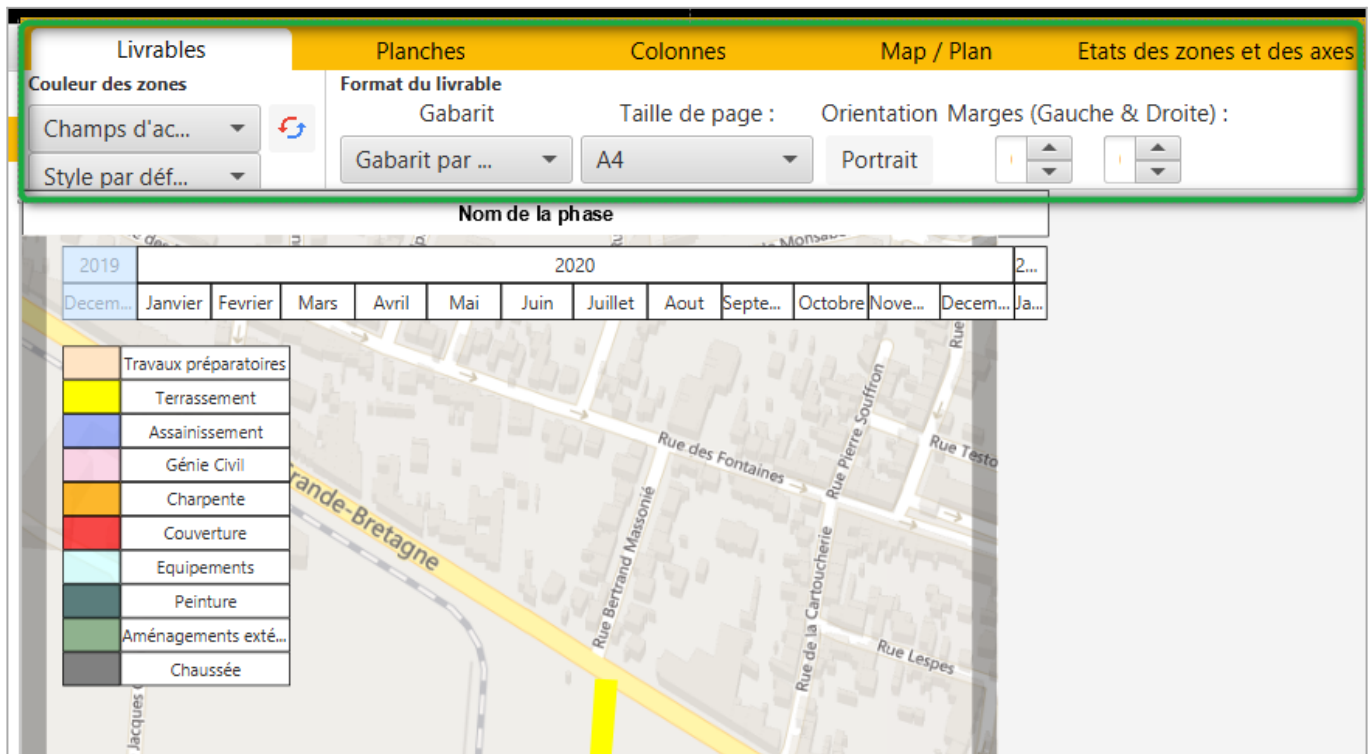 Livrables Planches Colonnes Map / Plan Etats des zones et des axes
Couleur des zones Format du livrable
Gabarit Taille de page : Orientation Marges (Gauche & Droite) :
Champs d'ac...
Gabarit par ... A4 Portrait
Style par déf...
Nom de la phase
2019 2020 2...
Decem... Janvier Fevrier Mars Avril Mai Juin Juillet Aout Septe... Octobre Nove... Decem... Ja...
Travaux préparatoires
Terrassement
Assainissement
Génie Civil
Charpente
Couverture
Equipements
Peinture
Aménagements exté...
Chaussée
Rue des Fontaines
Rue Pierre Souffron
Rue Testo
rande-Bretagne
Rue Bertrand Massonié
Rue de la Cartoucherie
Rue Lespes
Jacques
Rue